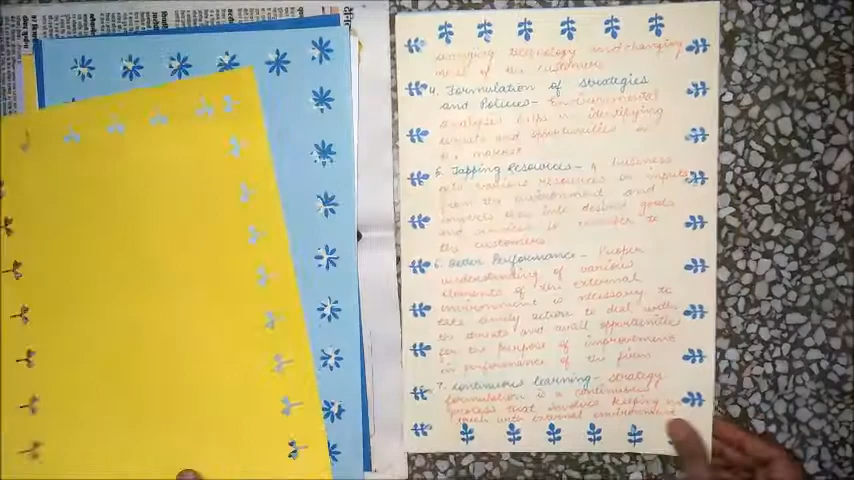 changing technology and changing
needs of the customers
4. Formulation of Strategies
and Policies- Environmental
analysis helps in identifying
threats and opportunities in
the market
5. Tapping Resources- A business
gets various resources as inputs
from the environment and
converts them into desired goods
and services to
the customers
6. Better Performance- Proper
understanding of various
elements of the external
environment is necessary to
take timely action to deal with
the threats and avail opportunities
for the purpose of improvement
in performance of the firm
7. Continuous learning- Strategy
formulation is a continuous
process that involves keeping in
touch with external environment